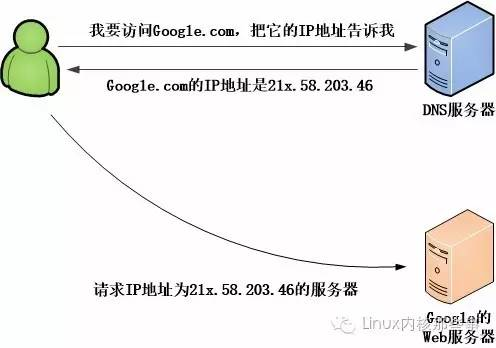 我要访问Google.com，把它的IP地址告诉我
Google.com的IP地址是21x.58.203.46
DNS服务器
请求IP地址为21x.58.203.46的服务器
Google的
Web服务器
Linux内核那些事